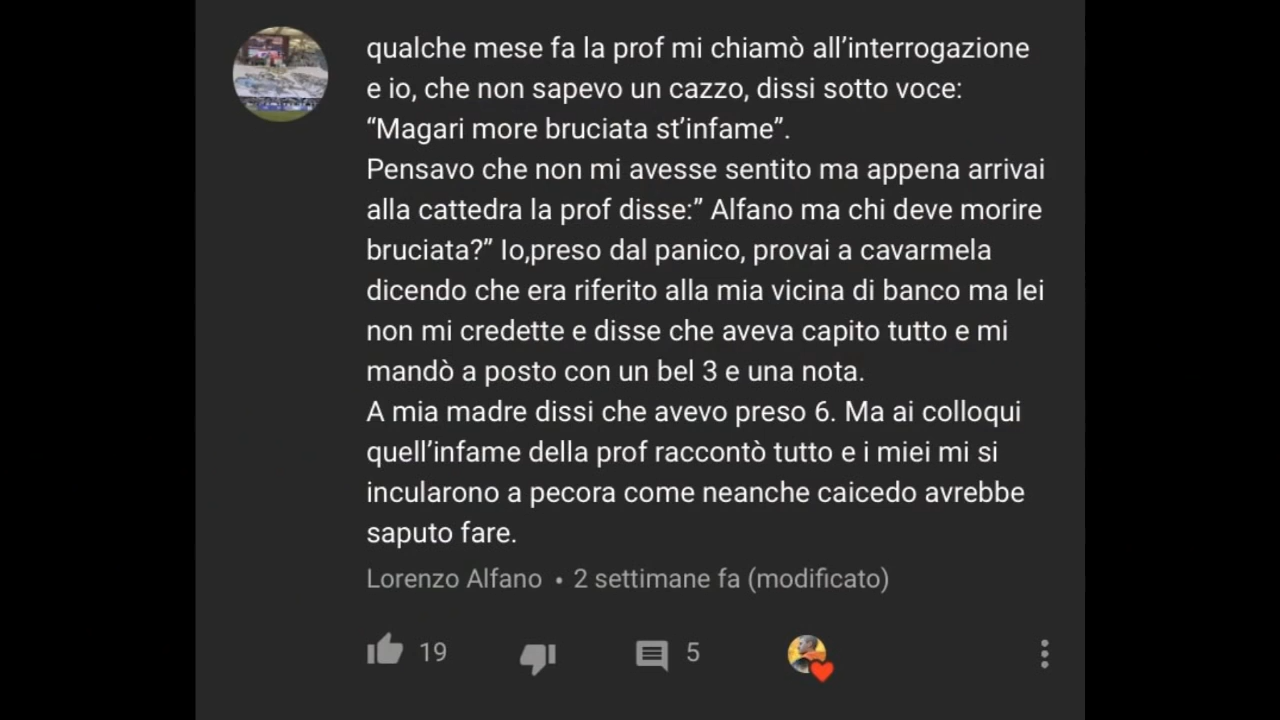 qualche mese fa la prof mi chiamò all’interrogazione
e io, che non sapevo un cazzo, dissi sotto voce:
“Magari more bruciata st’infame”.
Pensavo che non mi avesse sentito ma appena arrivai
alla cattedra la prof disse:” Alfano ma chi deve morire
bruciata?” Io,preso dal panico, provai a cavarmela
dicendo che era riferito alla mia vicina di banco ma lei
non mi credette e disse che aveva capito tutto e mi
mandò a posto con un bel 3 e una nota.
A mia madre dissi che avevo preso 6. Ma ai colloqui
quell’infame della prof raccontò tutto e i miei mi si
incularono a pecora come neanche caicedo avrebbe
saputo fare.
Lorenzo Alfano • 2 settimane fa (modificato)
19 5